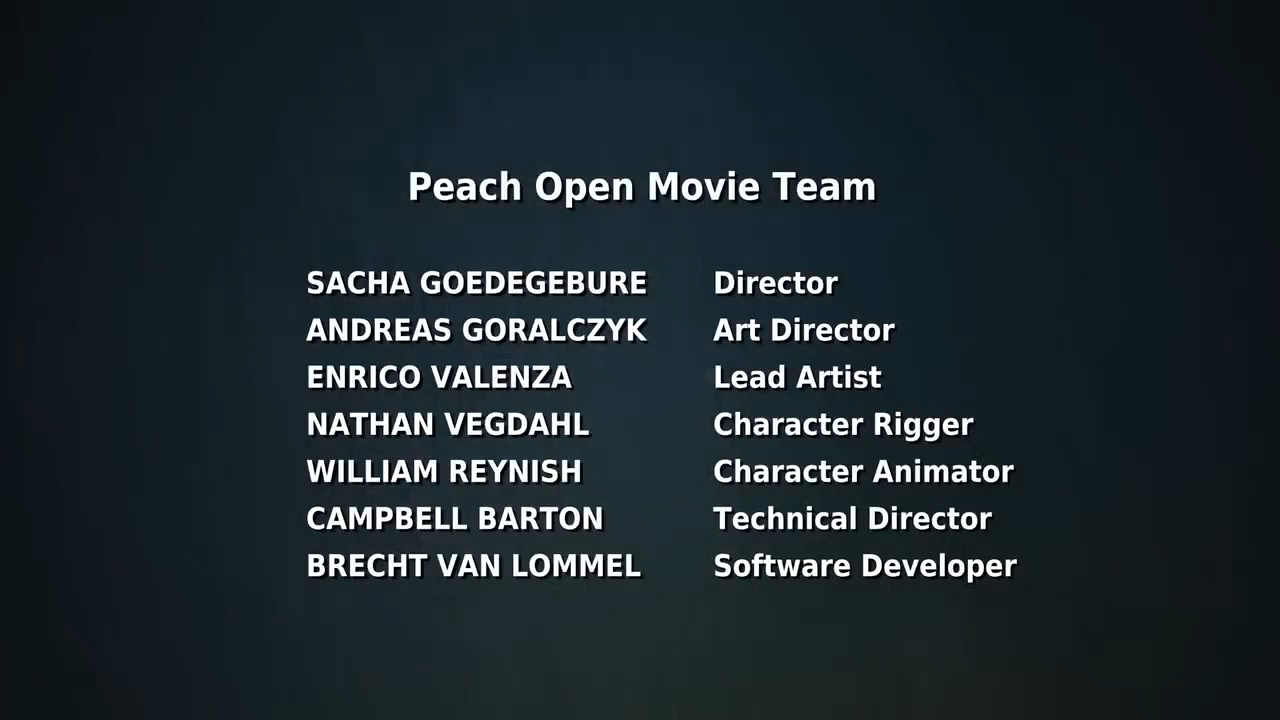 Peach Open Movie Team
SACHA GOEDEGEBURE Director
ANDREAS GORALCZYK Art Director
ENRICO VALENZA Lead Artist
NATHAN VEGDAHL Character Rigger
WILLIAM REYNISH Character Animator
CAMPBELL BARTON Technical Director
BRECHT VAN LOMMEL Software Developer